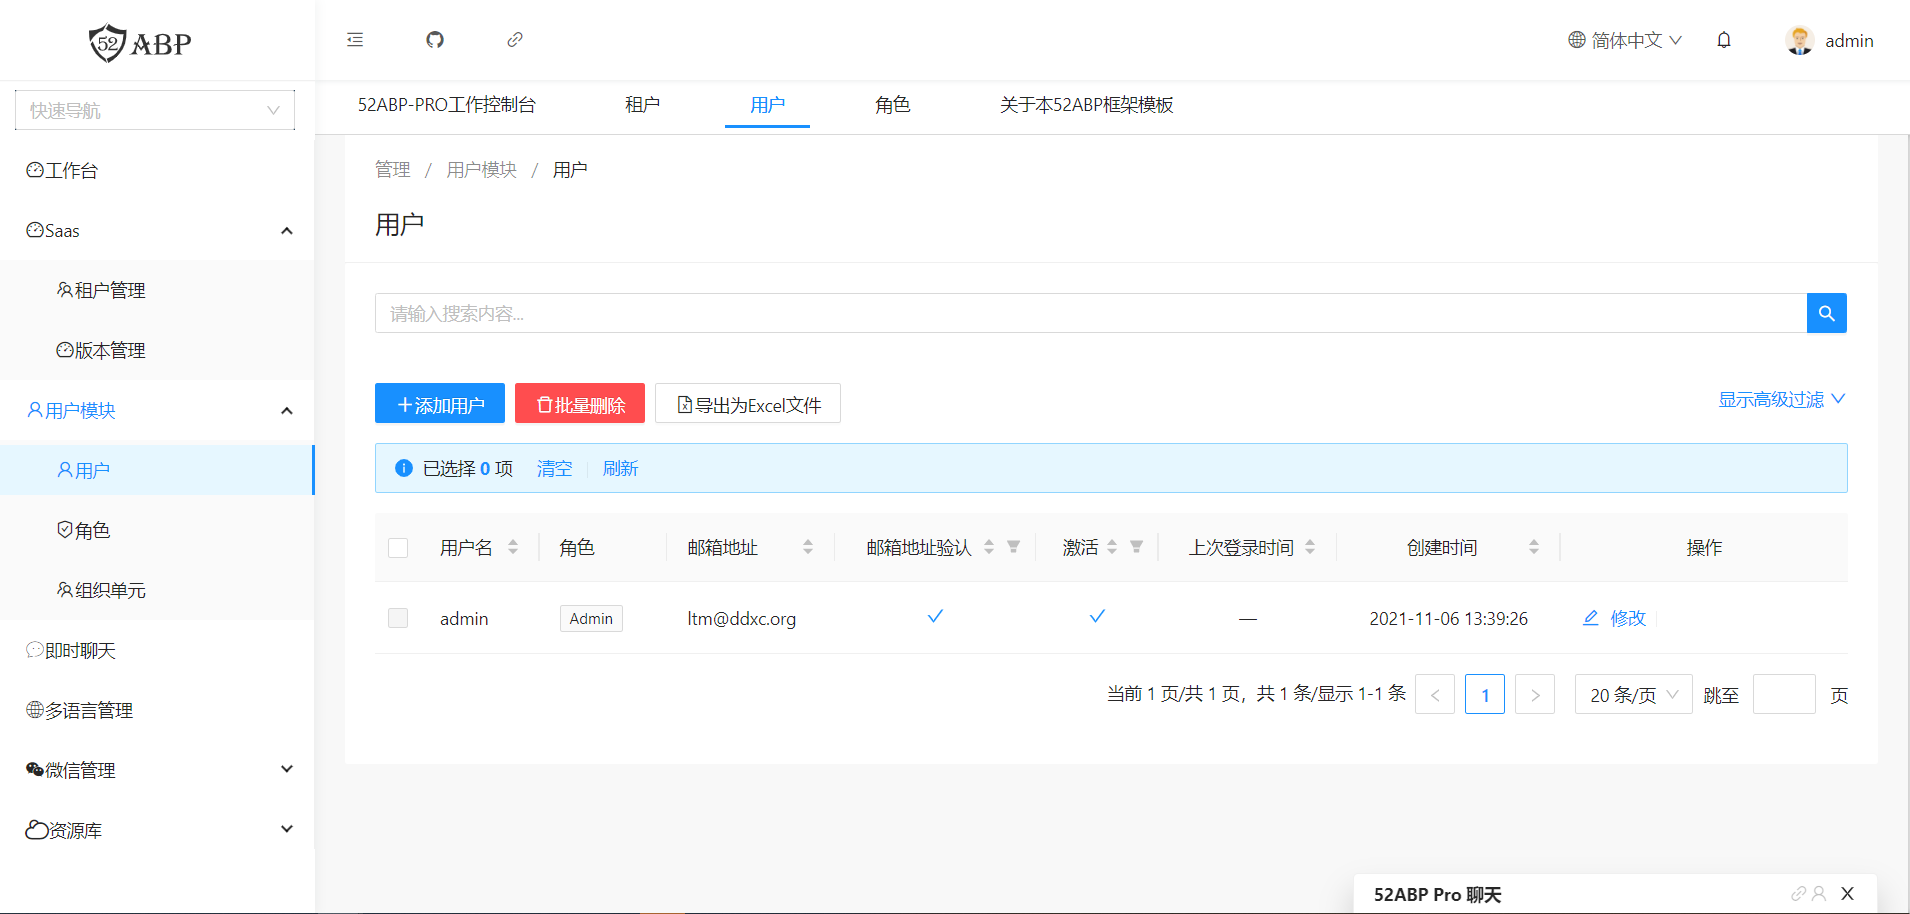 52 ABP
简体中文
admin
快速导航
52ABP-PRO工作控制台
租户
用户
角色
关于本52ABP框架模板
工作台
Saas
租户管理
版本管理
用户模块
用户
角色
组织单元
即时聊天
多语言管理
微信管理
资源库
管理 / 用户模块 / 用户
用户
请输入搜索内容...
添加用户
批量删除
导出为Excel文件
显示高级过滤
已选择 0 项 清空 刷新
用户名 角色 邮箱地址 邮箱地址验认 激活 上次登录时间 创建时间 操作
admin Admin ltm@ddxc.org — 2021-11-06 13:39:26 修改
当前 1 页/共 1 页，共 1 条/显示 1-1 条 < 1 > 20 条/页 跳至 页
52ABP Pro 聊天 X